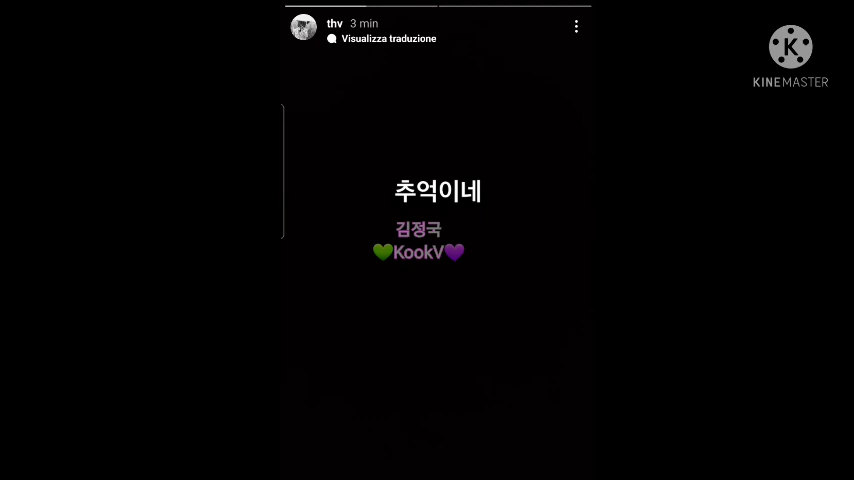 thv 3 min
Visualizza traduzione
추억이네
김정국
💚KookV💜
K
KINEMASTER